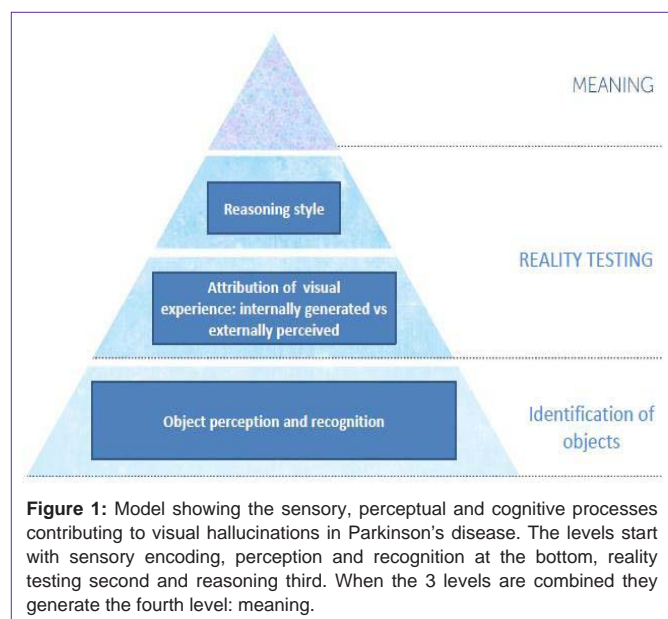 MEANING
Reasoning style
REALITY TESTING
Attribution of visual
experience: internally generated vs
externally perceived
Object perception and recognition
Identification of
objects
Figure 1: Model showing the sensory, perceptual and cognitive processes
contributing to visual hallucinations in Parkinson's disease. The levels start
with sensory encoding, perception and recognition at the bottom, reality
testing second and reasoning third. When the 3 levels are combined they
generate the fourth level: meaning.